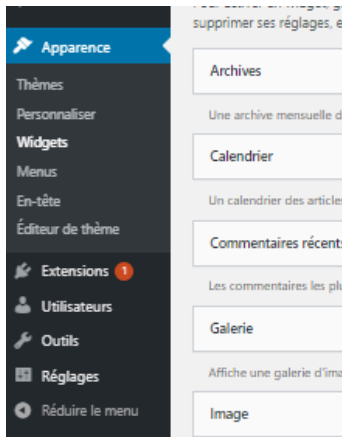 supprimer ses réglages, e
Apparence
Thèmes
Personnaliser
Widgets
Menus
En-tête
Éditeur de thème
Extensions 1
Utilisateurs
Outils
Réglages
Réduire le menu
Archives
Une archive mensuelle d
Calendrier
Un calendrier des articles
Commentaires récents
Les commentaires les plu
Galerie
Affiche une galerie d'ima
Image